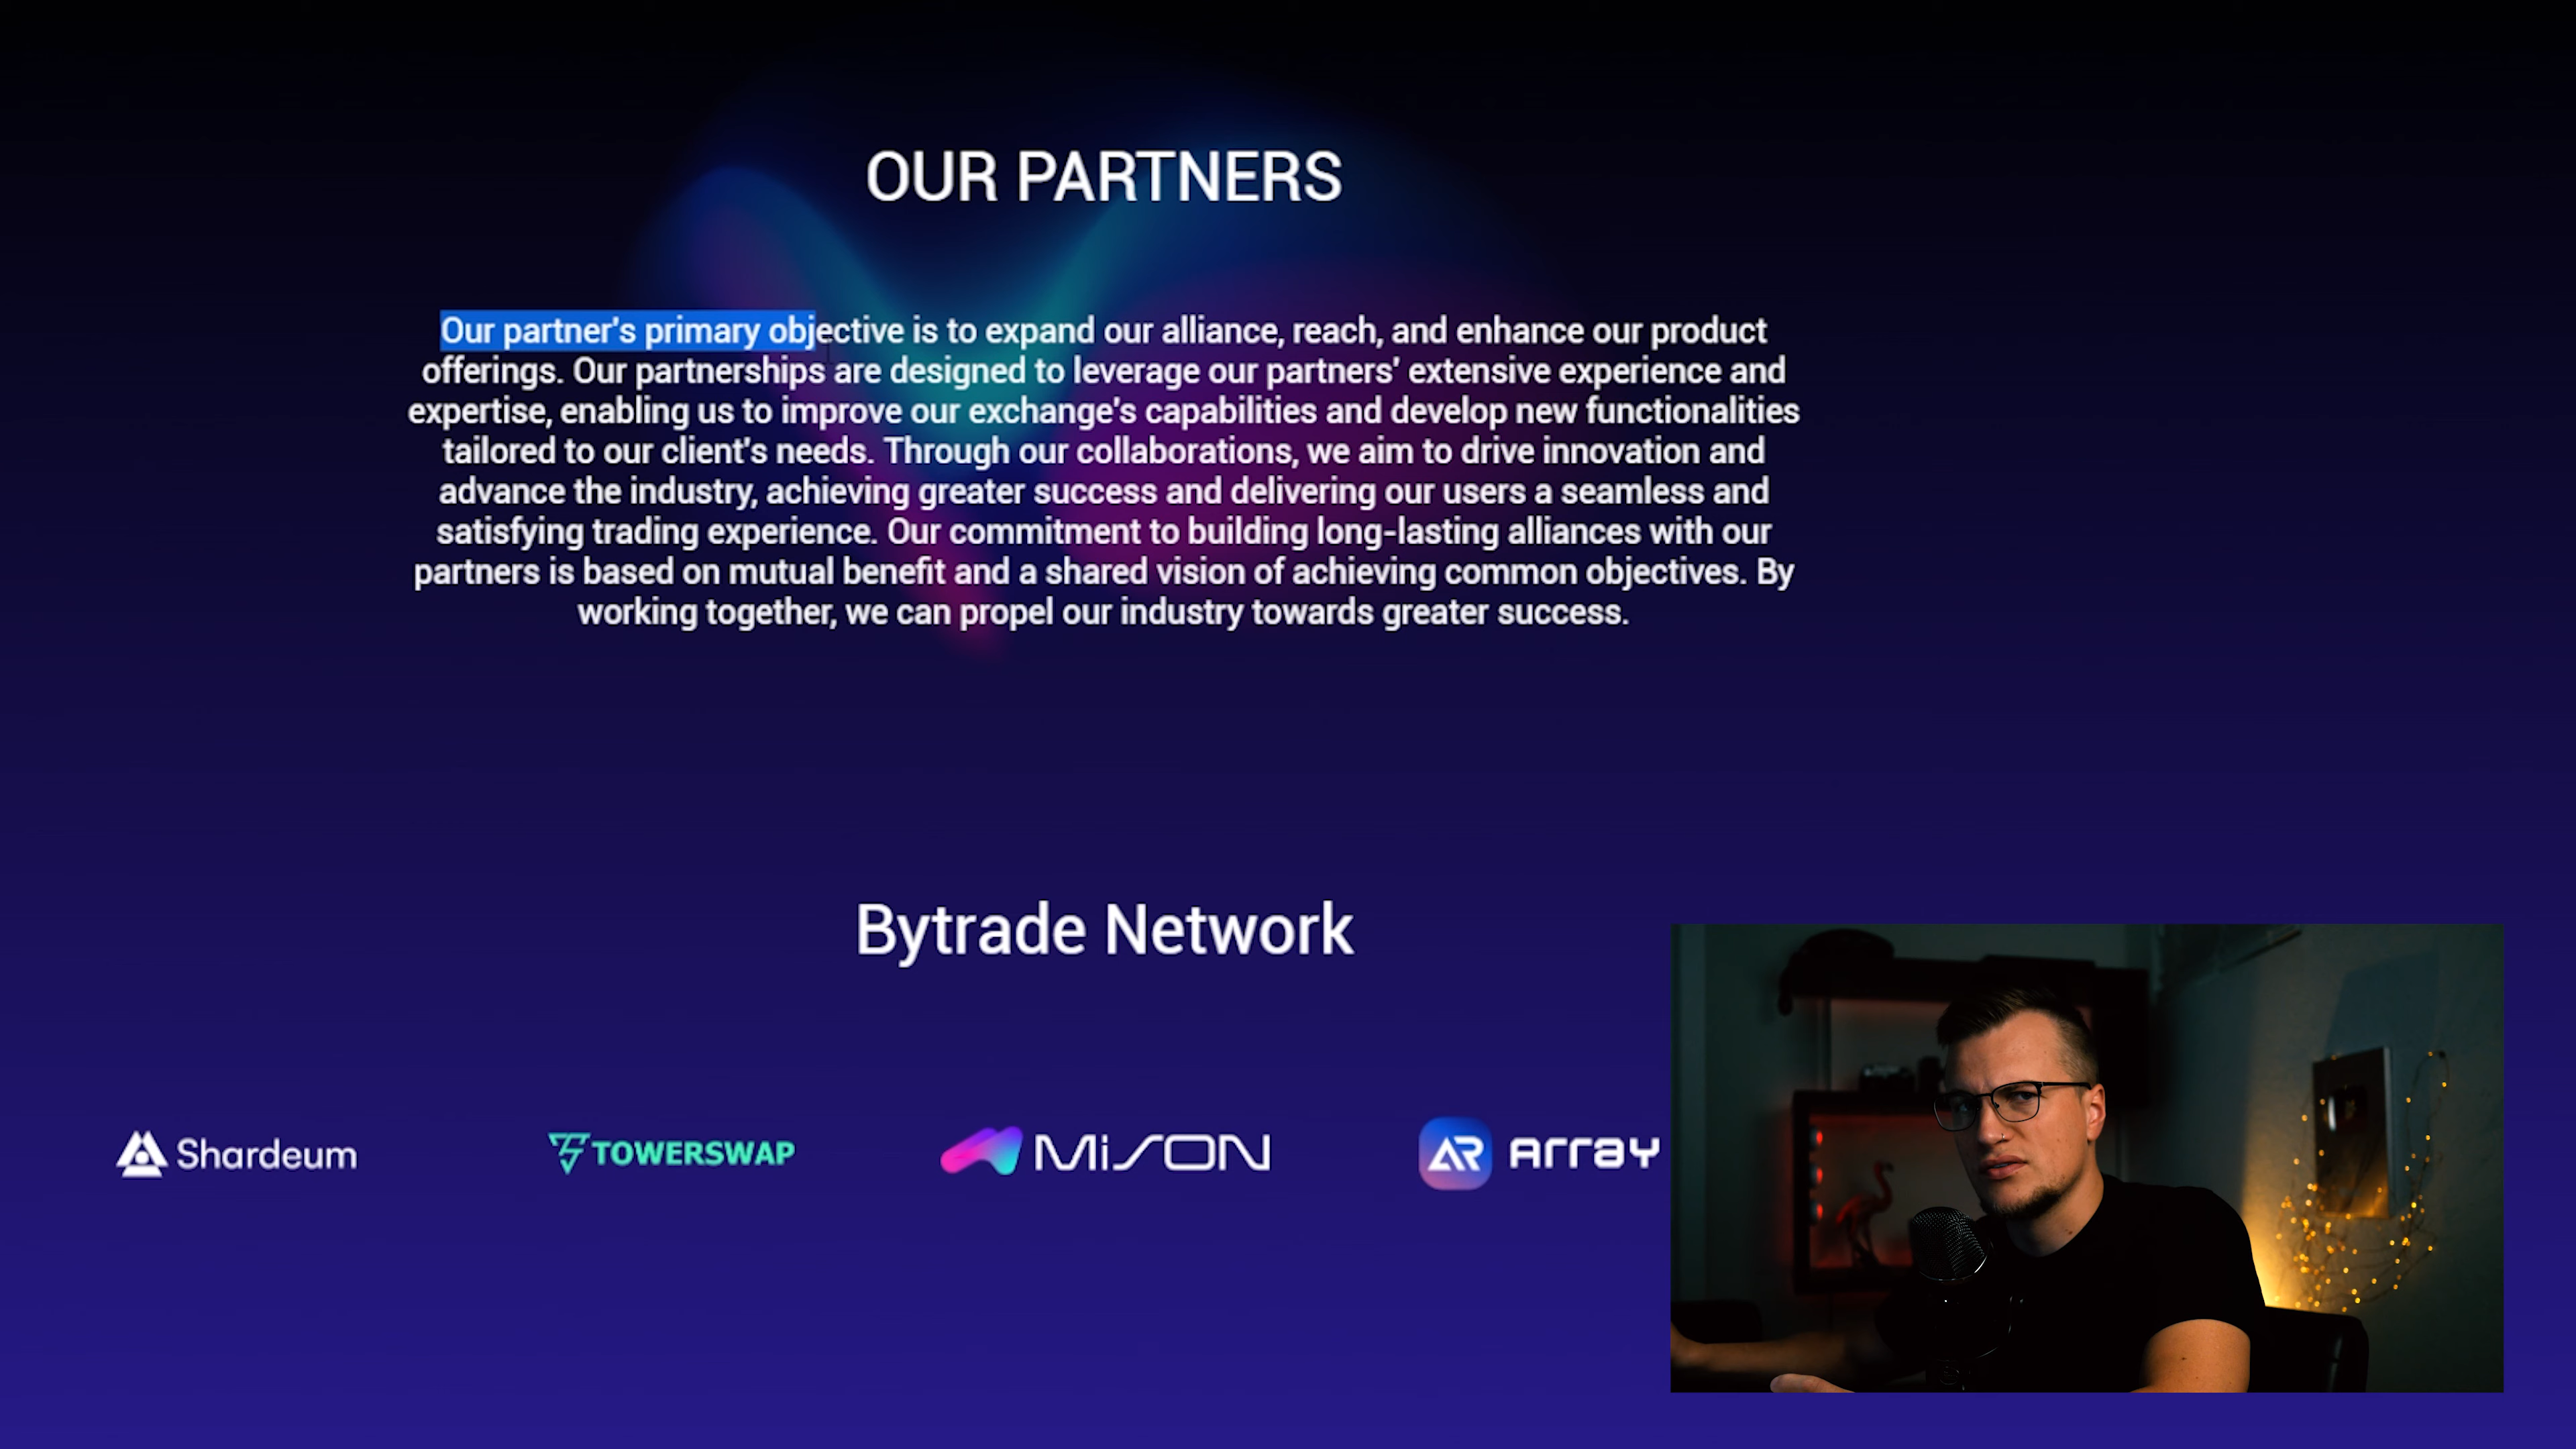 OUR PARTNERS
Our partner's primary objective is to expand our alliance, reach, and enhance our product
offerings. Our partnerships are designed to leverage our partners' extensive experience and
expertise, enabling us to improve our exchange's capabilities and develop new functionalities
tailored to our client's needs. Through our collaborations, we aim to drive innovation and
advance the industry, achieving greater success and delivering our users a seamless and
satisfying trading experience. Our commitment to building long-lasting alliances with our
partners is based on mutual benefit and a shared vision of achieving common objectives. By
working together, we can propel our industry towards greater success.
Bytrade Network
Shardeum
TOWERSWAP
MiSON
AR Array